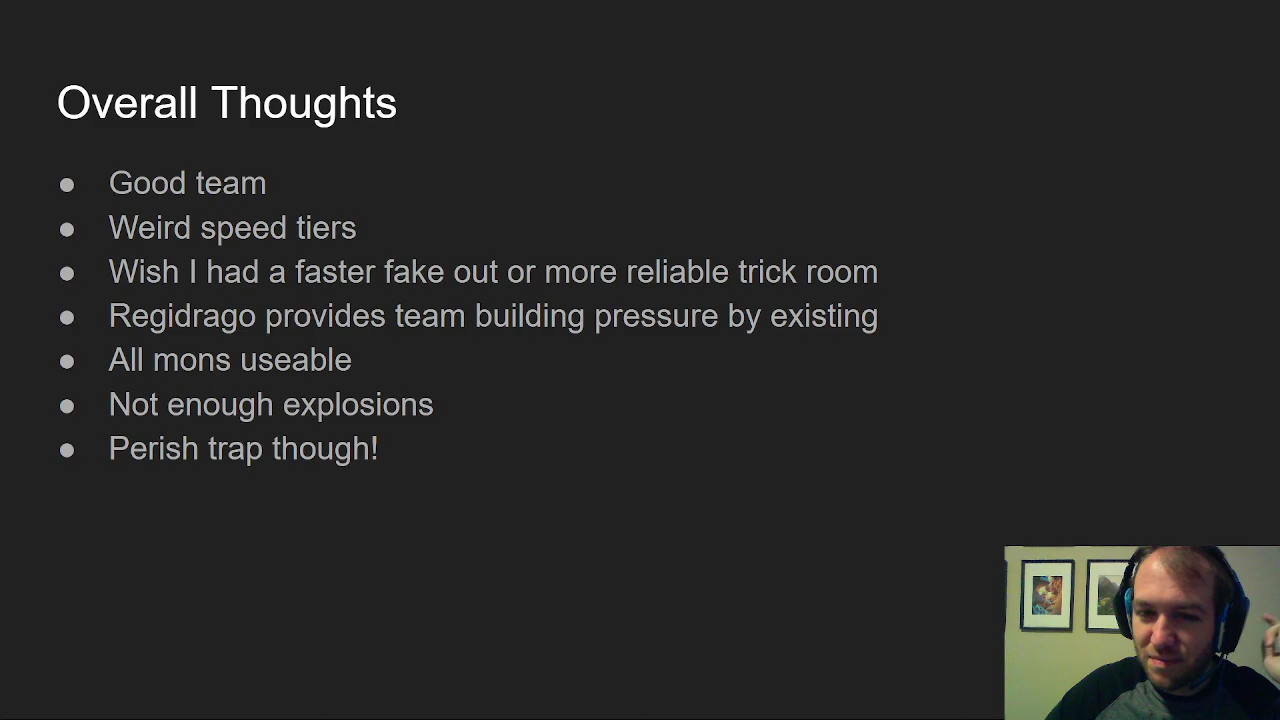 Overall Thoughts
● Good team
● Weird speed tiers
● Wish I had a faster fake out or more reliable trick room
● Regidrago provides team building pressure by existing
● All mons useable
● Not enough explosions
● Perish trap though!